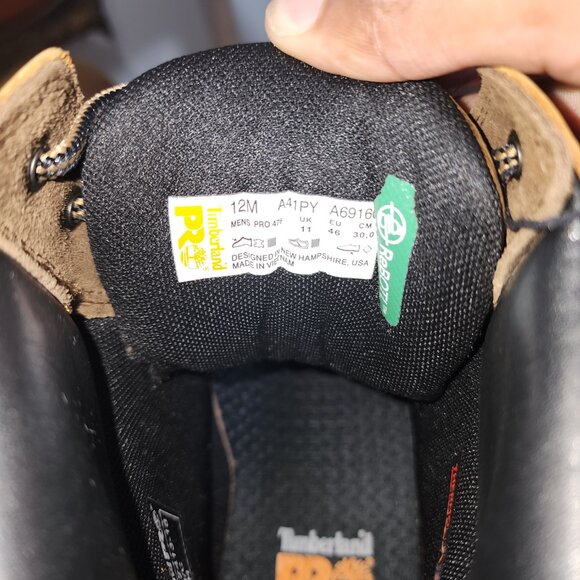 Timberland
PRO
12M A41PY A6916
MENS PRO 47F UK EU CM
11 46 30.0
DESIGNED IN NEW HAMPSHIRE, USA
MADE IN VIETNAM
Timberland
PRO